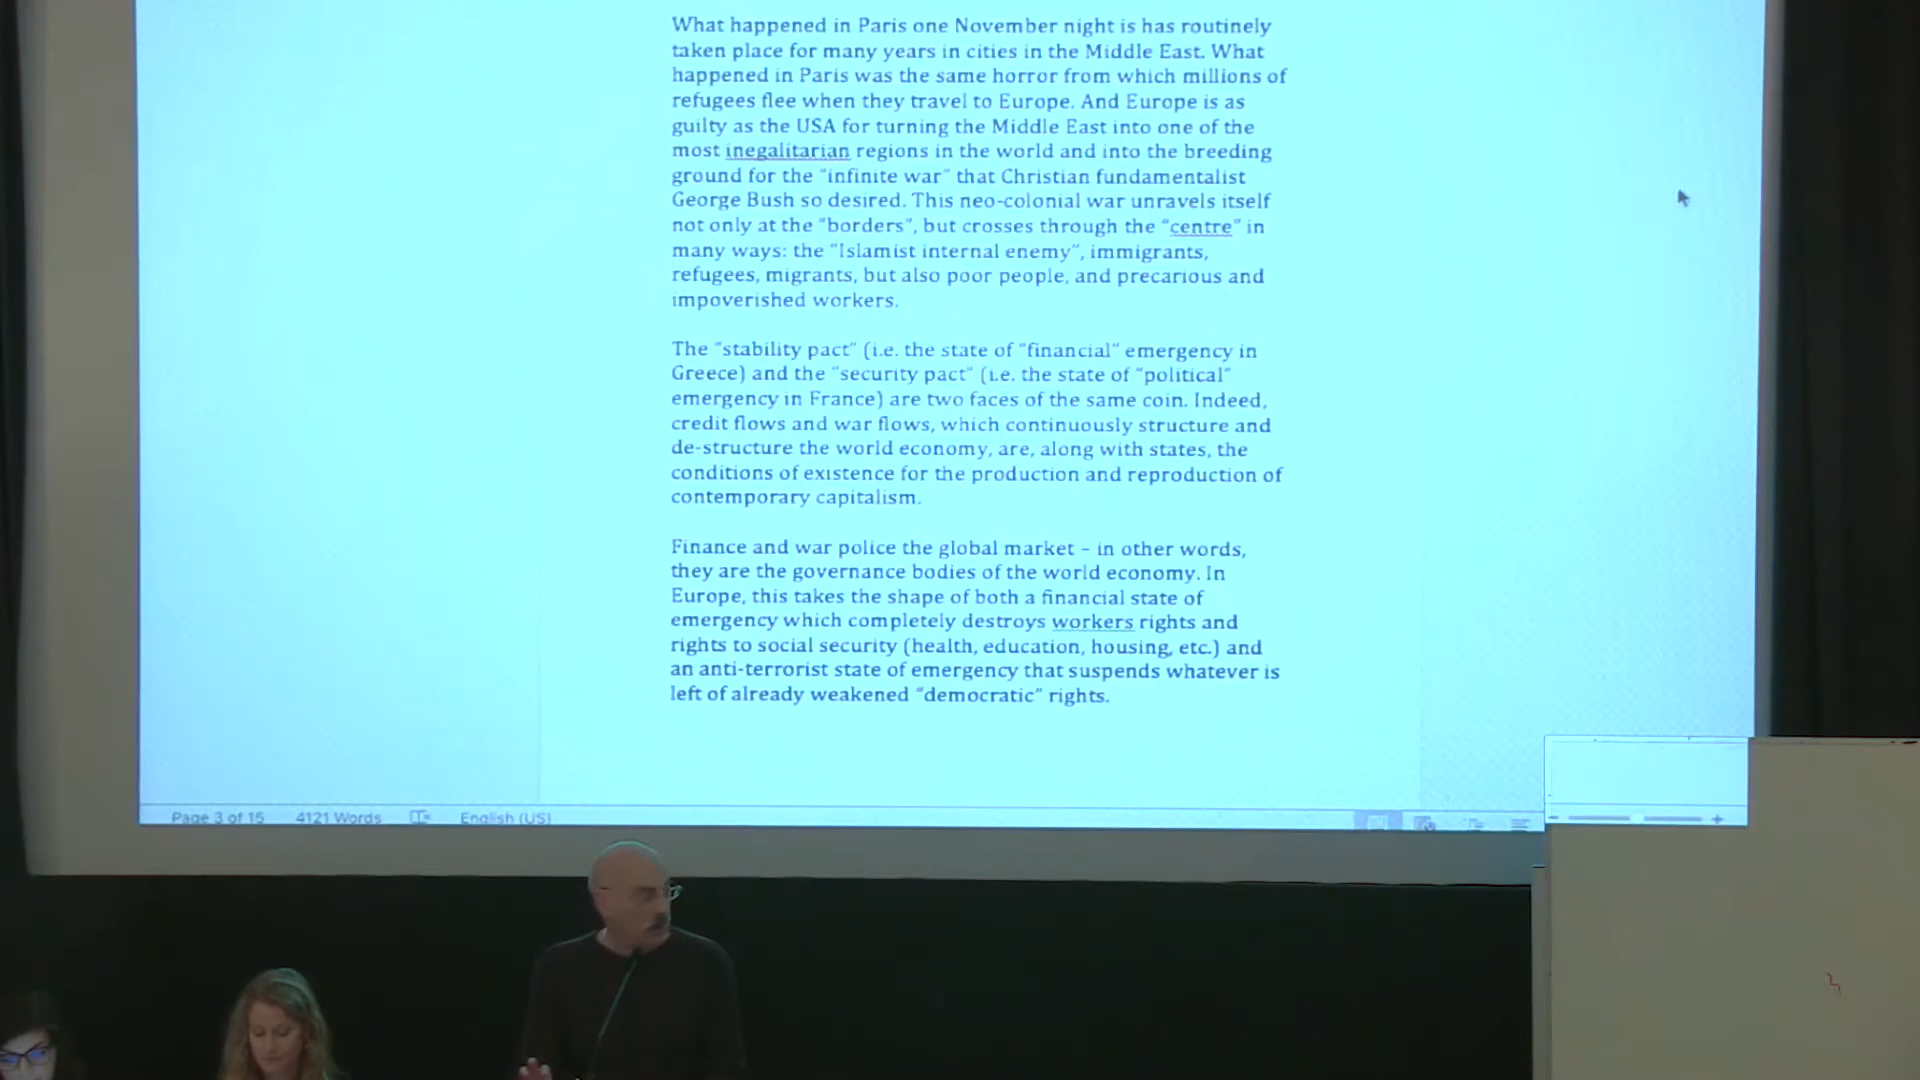 What happened in Paris one November night is has routinely
taken place for many years in cities in the Middle East. What
happened in Paris was the same horror from which millions of
refugees flee when they travel to Europe. And Europe is as
guilty as the USA for turning the Middle East into one of the
most inegalitarian regions in the world and into the breeding
ground for the “infinite war” that Christian fundamentalist
George Bush so desired. This neo-colonial war unravels itself
not only at the “borders”, but crosses through the “centre” in
many ways: the “Islamist internal enemy”, immigrants,
refugees, migrants, but also poor people, and precarious and
impoverished workers.
The “stability pact” (i.e. the state of “financial” emergency in
Greece) and the “security pact” (i.e. the state of “political”
emergency in France) are two faces of the same coin. Indeed,
credit flows and war flows, which continuously structure and
de-structure the world economy, are, along with states, the
conditions of existence for the production and reproduction of
contemporary capitalism.
Finance and war police the global market – in other words,
they are the governance bodies of the world economy. In
Europe, this takes the shape of both a financial state of
emergency which completely destroys workers rights and
rights to social security (health, education, housing, etc.) and
an anti-terrorist state of emergency that suspends whatever is
left of already weakened “democratic” rights.
Page 3 of 15 4121 Words English (US)